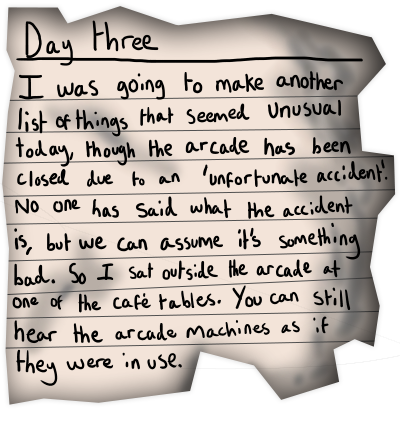 Day three
I was going to make another
list of things that seemed unusual
today, though the arcade has been
closed due to an 'unfortunate accident'.
No one has said what the accident
is, but we can assume it's something
bad. So I sat outside the arcade at
one of the café tables. You can still
hear the arcade machines as if
they were in use.